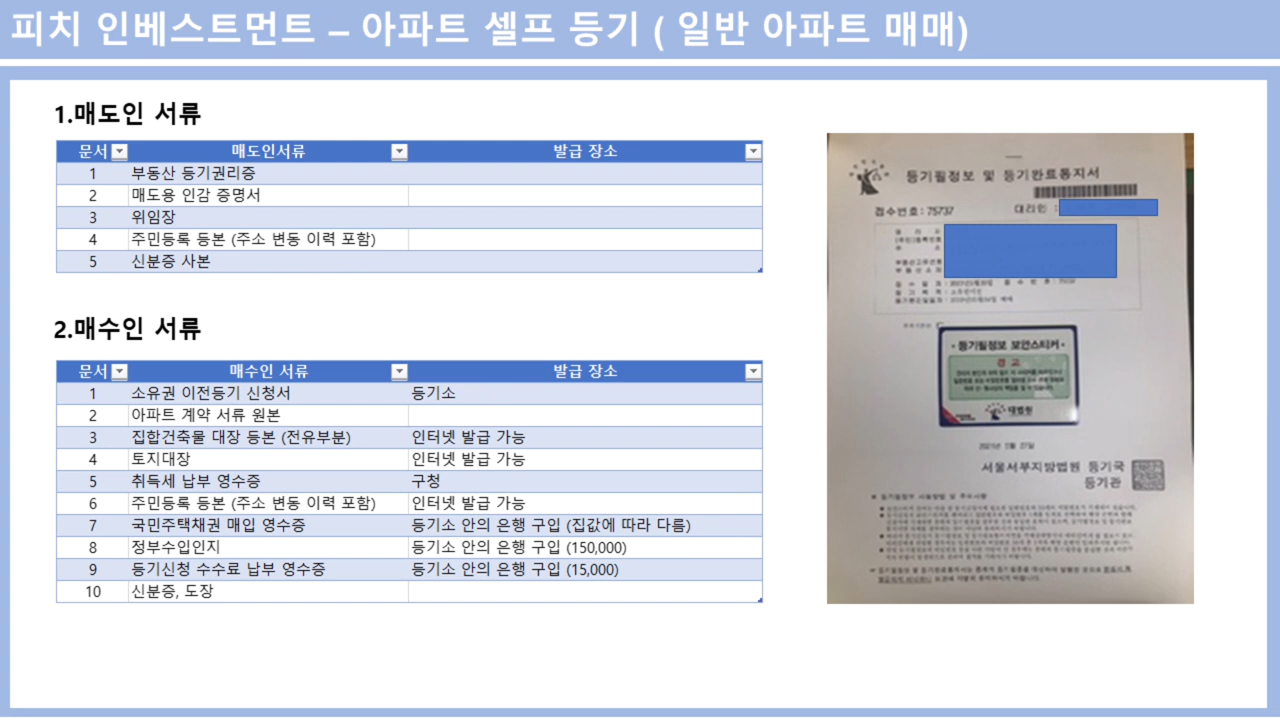 피치 인베스트먼트 – 아파트 셀프 등기 ( 일반 아파트 매매)
1.매도인 서류
문서 매도인서류 발급 장소
1 부동산 등기권리증
2 매도용 인감 증명서
3 위임장
4 주민등록 등본 (주소 변동 이력 포함)
5 신분증 사본
2.매수인 서류
문서 매수인 서류 발급 장소
1 소유권 이전등기 신청서 등기소
2 아파트 계약 서류 원본
3 집합건축물 대장 등본 (전유부분) 인터넷 발급 가능
4 토지대장 인터넷 발급 가능
5 취득세 납부 영수증 구청
6 주민등록 등본 (주소 변동 이력 포함) 인터넷 발급 가능
7 국민주택채권 매입 영수증 등기소 안의 은행 구입 (집값에 따라 다름)
8 정부수입인지 등기소 안의 은행 구입 (150,000)
9 등기신청 수수료 납부 영수증 등기소 안의 은행 구입 (15,000)
10 신분증, 도장
등기필정보 및 등기완료통지서
접수번호: 75737 대리인 :
등기필정보 보안스티커
경 고
대법원
서울서부지방법원 등기국
등기관